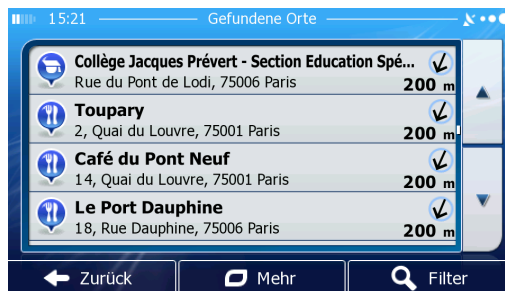 15:21 Gefundene Orte
Collège Jacques Prévert - Section Education Spé...
Rue du Pont de Lodi, 75006 Paris 200 m
Toupary
2, Quai du Louvre, 75001 Paris 200 m
Café du Pont Neuf
14, Quai du Louvre, 75001 Paris 200 m
Le Port Dauphine
18, Rue Dauphine, 75006 Paris 200 m
Zurück Mehr Filter